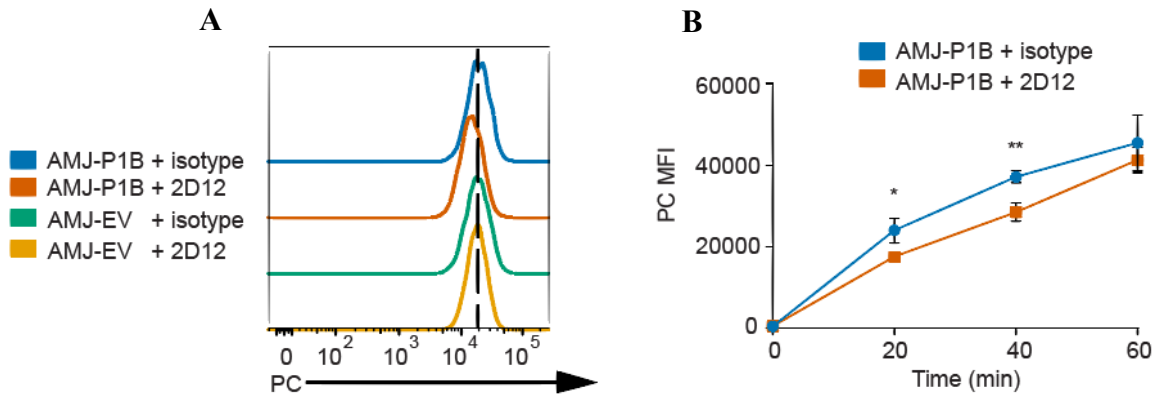 A
AMJ-P1B + isotype
AMJ-P1B + 2D12
AMJ-EV + isotype
AMJ-EV + 2D12
0 10² 10³ 10⁴ 10⁵
PC
B
AMJ-P1B + isotype
AMJ-P1B + 2D12
60000
40000
20000
0
PC MFI
*
**
0 20 40 60
Time (min)